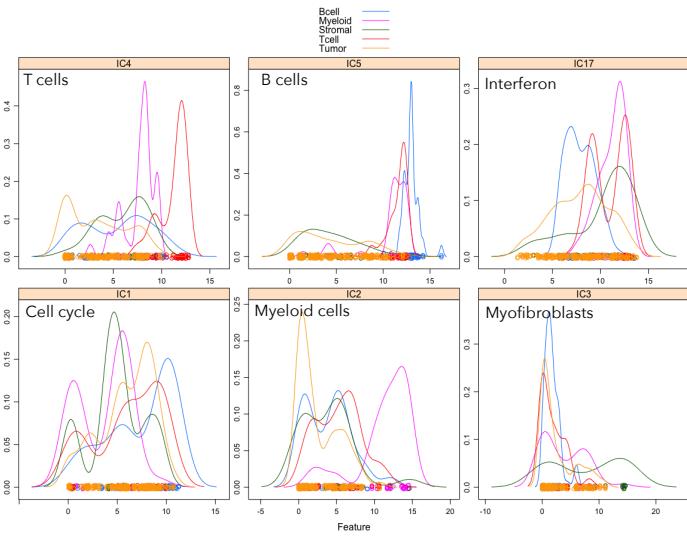 Bcell
Myeloid
Stromal
Tcell
Tumor
IC4
IC5
IC17
T cells
B cells
Interferon
0.0
0.1
0.2
0.3
0.4
0.0
0.2
0.4
0.6
0.8
0.0
0.1
0.2
0.3
0 5 10 15
0 5 10 15
0 5 10 15
IC1
IC2
IC3
Cell cycle
Myeloid cells
Myofibroblasts
0.00
0.05
0.10
0.15
0.20
0.00
0.05
0.10
0.15
0.20
0.25
0.0
0.1
0.2
0.3
0 5 10 15
-5 0 5 10 15 20
-10 0 10 20
Feature